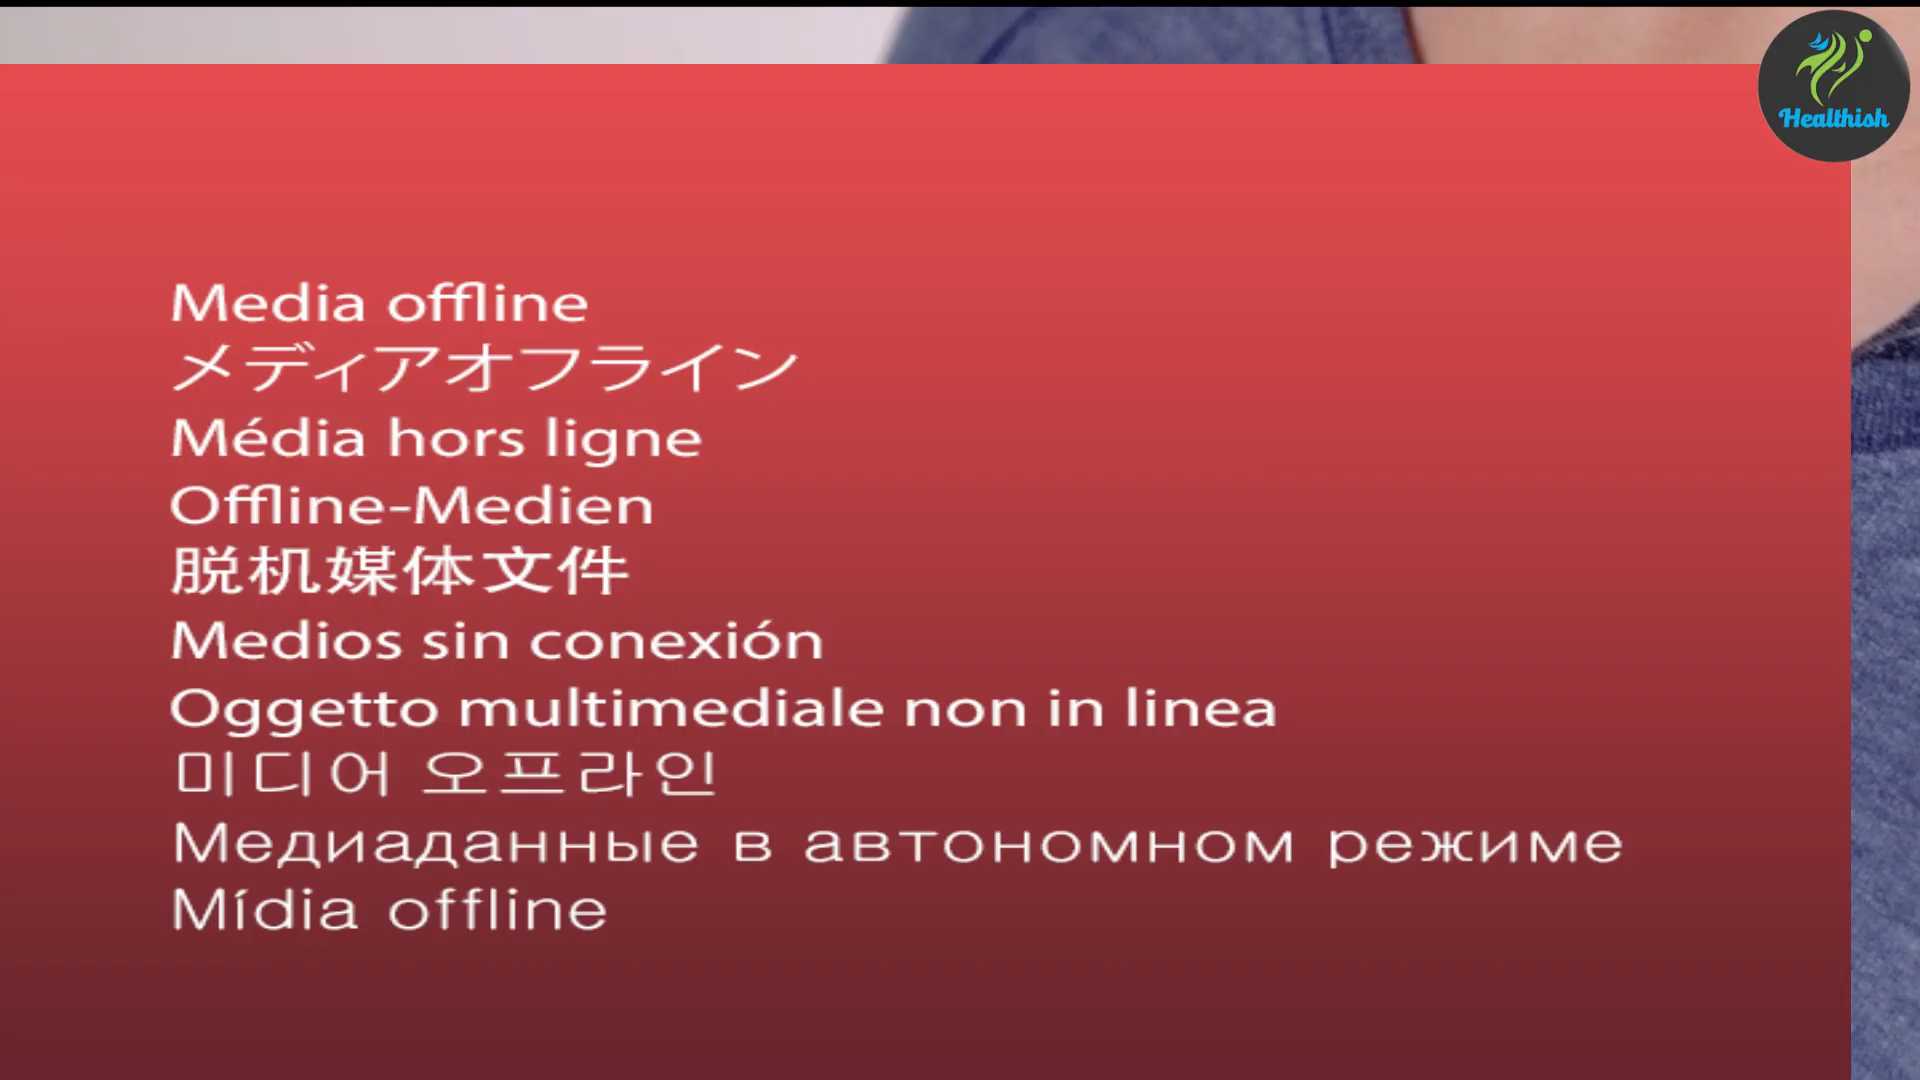 Healthish
Media offline
メディアオフライン
Média hors ligne
Offline-Medien
脱机媒体文件
Medios sin conexión
Oggetto multimediale non in linea
미디어 오프라인
Медиаданные в автономном режиме
Mídia offline